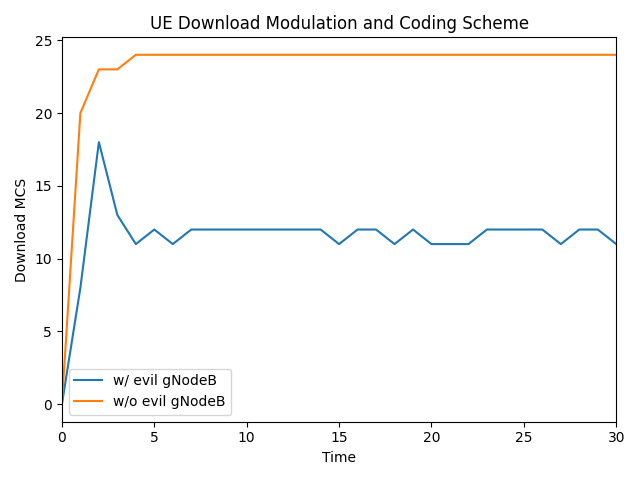 UE Download Modulation and Coding Scheme
25
20
15
10
5
0
Download MCS
w/ evil gNodeB
w/o evil gNodeB
0 5 10 15 20 25 30
Time